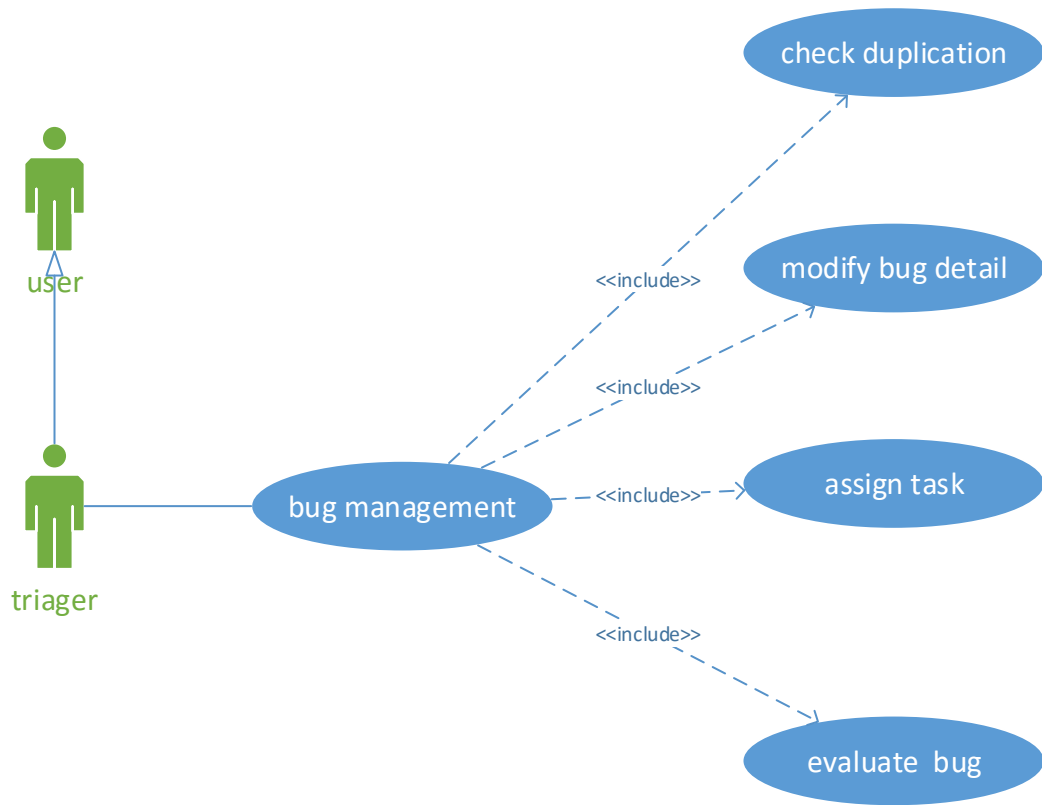 check duplication
user
modify bug detail
<<include>>
<<include>>
assign task
<<include>>
bug management
triager
<<include>>
evaluate  bug